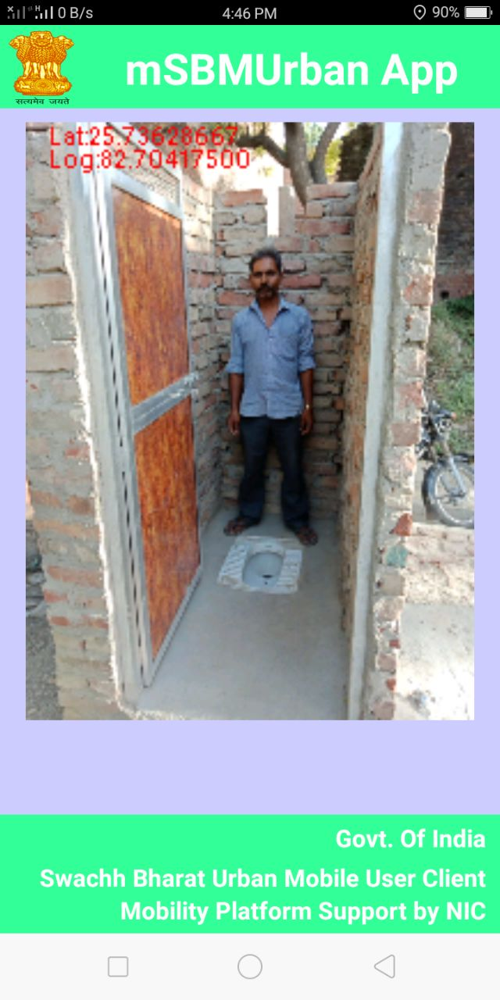 0 B/s 4:46 PM 90%
सत्यमेव जयते
mSBMUrban App
Lat:25.73628667
Log:82.70417500
Govt. Of India
Swachh Bharat Urban Mobile User Client
Mobility Platform Support by NIC